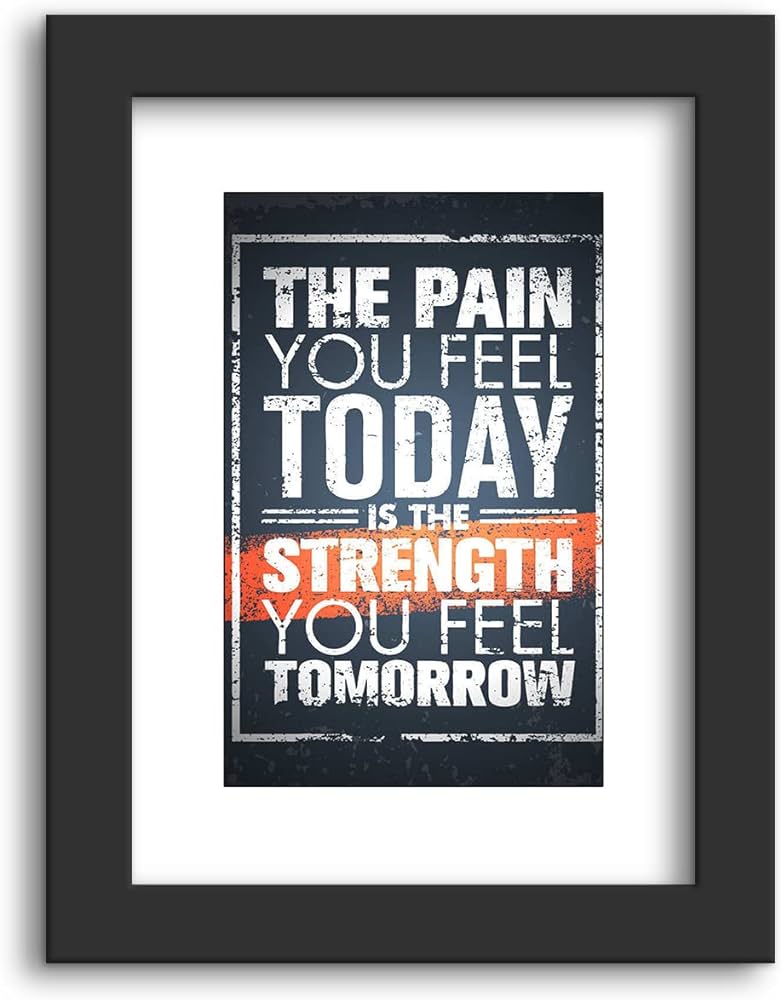 THE PAIN
YOU FEEL
TODAY
IS THE
STRENGTH
YOU FEEL
TOMORROW